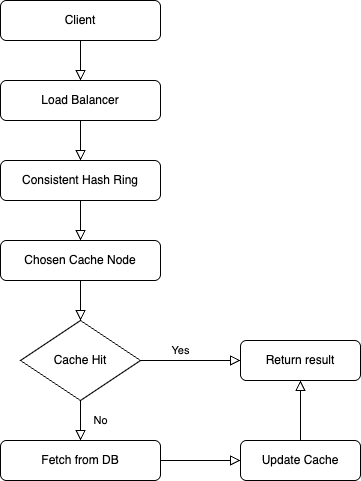 Client
Load Balancer
Consistent Hash Ring
Chosen Cache Node
Cache Hit
Yes
Return result
No
Fetch from DB
Update Cache